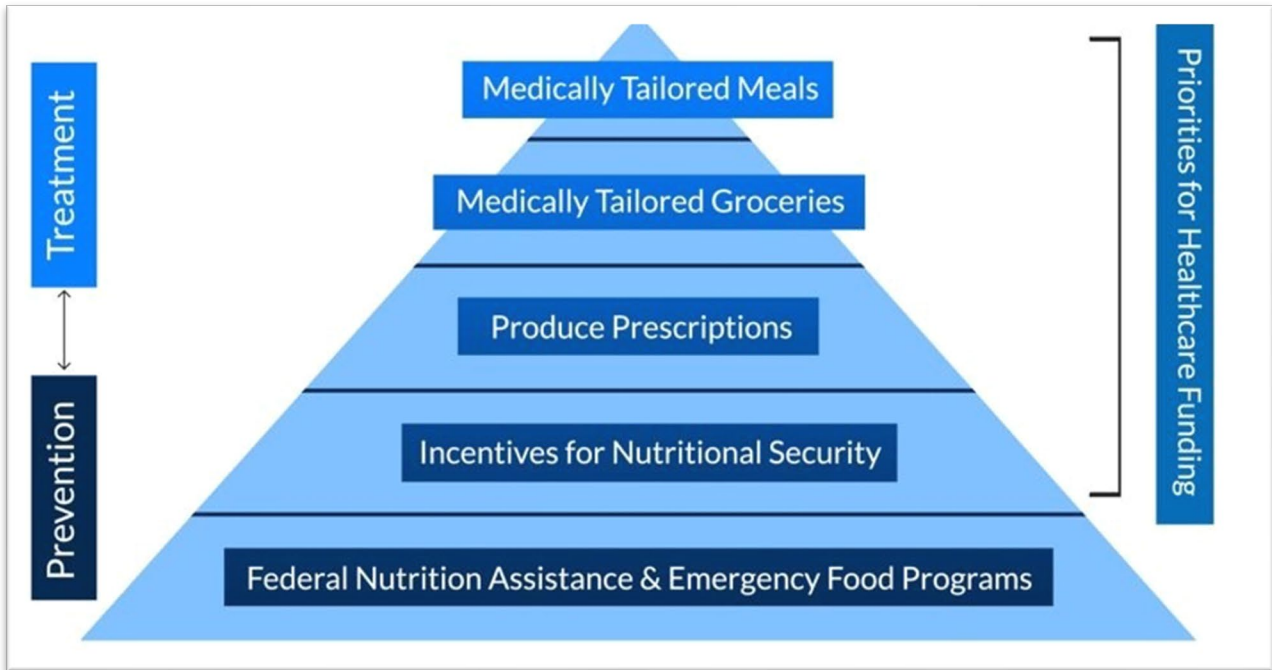 Treatment
Prevention
Medically Tailored Meals
Medically Tailored Groceries
Produce Prescriptions
Incentives for Nutritional Security
Federal Nutrition Assistance & Emergency Food Programs
Priorities for Healthcare Funding